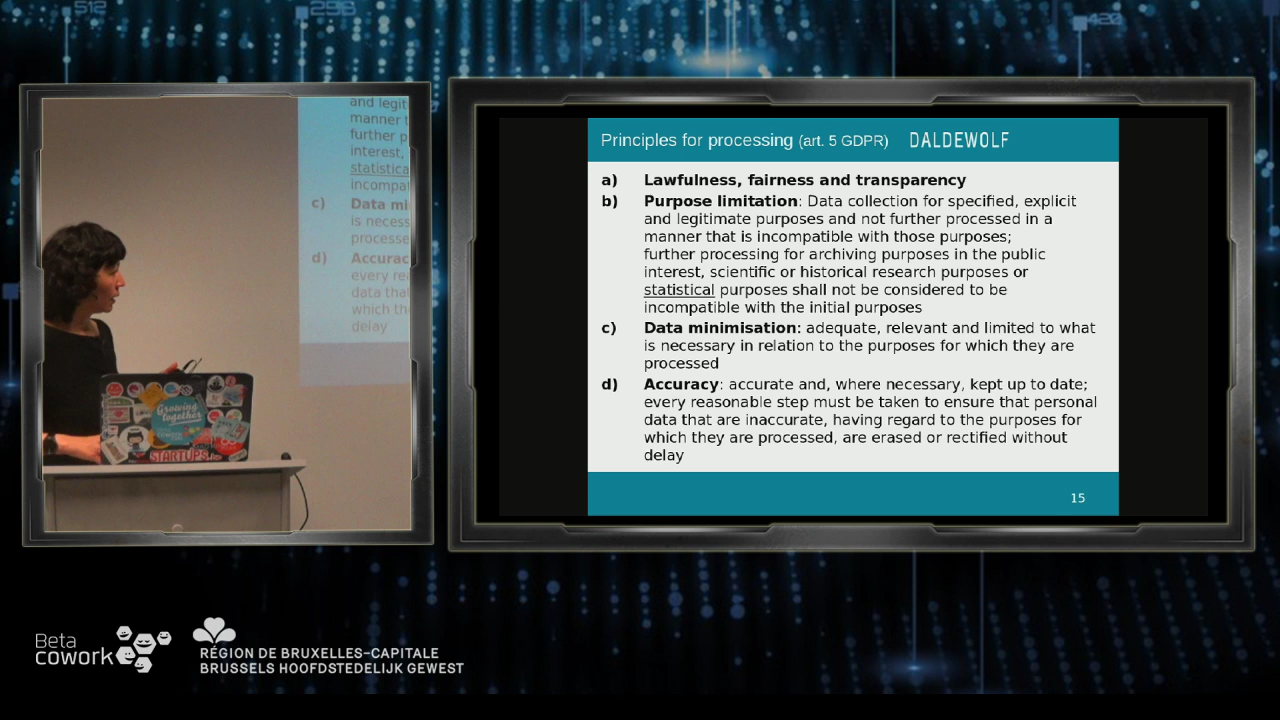 512
298
420
and legit
manner t
further p
interest,
statistica
incompat
c) Data mi
is necess
processe
d) Accurac
every rea
data that
which the
delay
Growing
together
STARTUPS
Principles for processing (art. 5 GDPR) DALDEWOLF
a) Lawfulness, fairness and transparency
b) Purpose limitation: Data collection for specified, explicit
and legitimate purposes and not further processed in a
manner that is incompatible with those purposes;
further processing for archiving purposes in the public
interest, scientific or historical research purposes or
statistical purposes shall not be considered to be
incompatible with the initial purposes
c) Data minimisation: adequate, relevant and limited to what
is necessary in relation to the purposes for which they are
processed
d) Accuracy: accurate and, where necessary, kept up to date;
every reasonable step must be taken to ensure that personal
data that are inaccurate, having regard to the purposes for
which they are processed, are erased or rectified without
delay
15
Beta
cowork
RÉGION DE BRUXELLES-CAPITALE
BRUSSELS HOOFDSTEDELIJK GEWEST